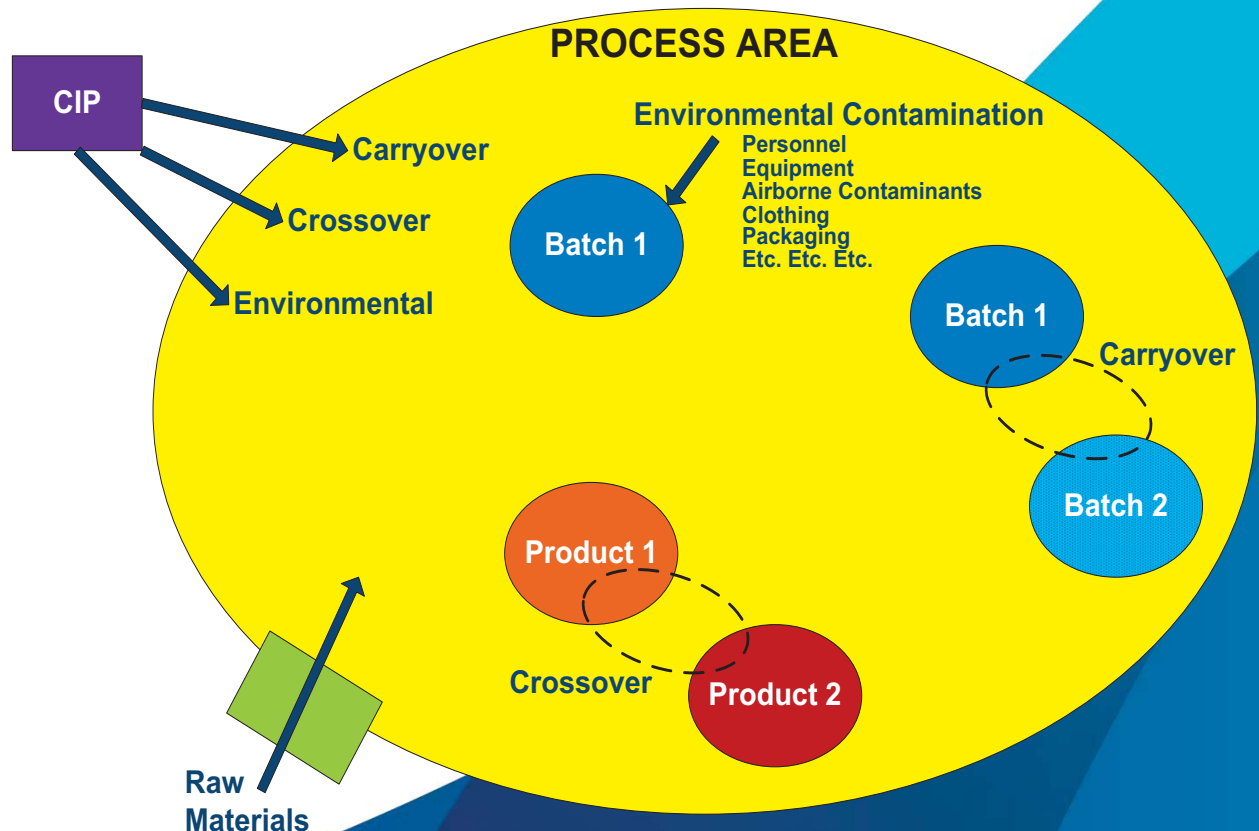 PROCESS AREA
CIP
Carryover
Crossover
Environmental
Environmental Contamination
Personnel
Equipment
Airborne Contaminants
Clothing
Packaging
Etc. Etc. Etc.
Batch 1
Batch 1
Carryover
Batch 2
Product 1
Crossover
Product 2
Raw
Materials